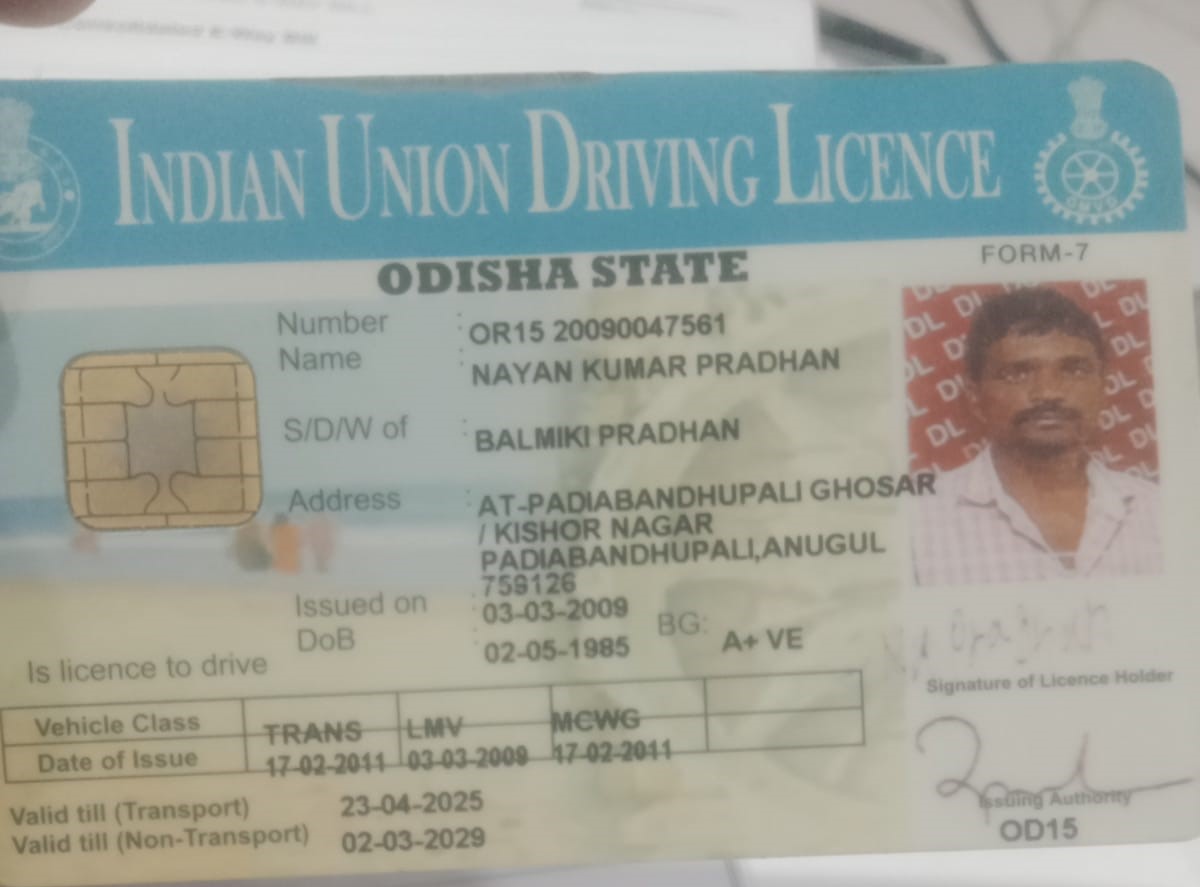 INDIAN UNION DRIVING LICENCE
ODISHA STATE
FORM-7
Number : OR15 20090047561
Name : NAYAN KUMAR PRADHAN
S/D/W of : BALMIKI PRADHAN
Address : AT-PADIABANDHUPALI GHOSAR
/ KISHOR NAGAR
PADIABANDHUPALI,ANUGUL
759126
Issued on : 03-03-2009
DoB : 02-05-1985 BG: A+ VE
Is licence to drive
Signature of Licence Holder
Vehicle Class TRANS LMV MCWG
Date of Issue 17-02-2011 03-03-2009 17-02-2011
Valid till (Transport) 23-04-2025
Valid till (Non-Transport) 02-03-2029
Issuing Authority
OD15